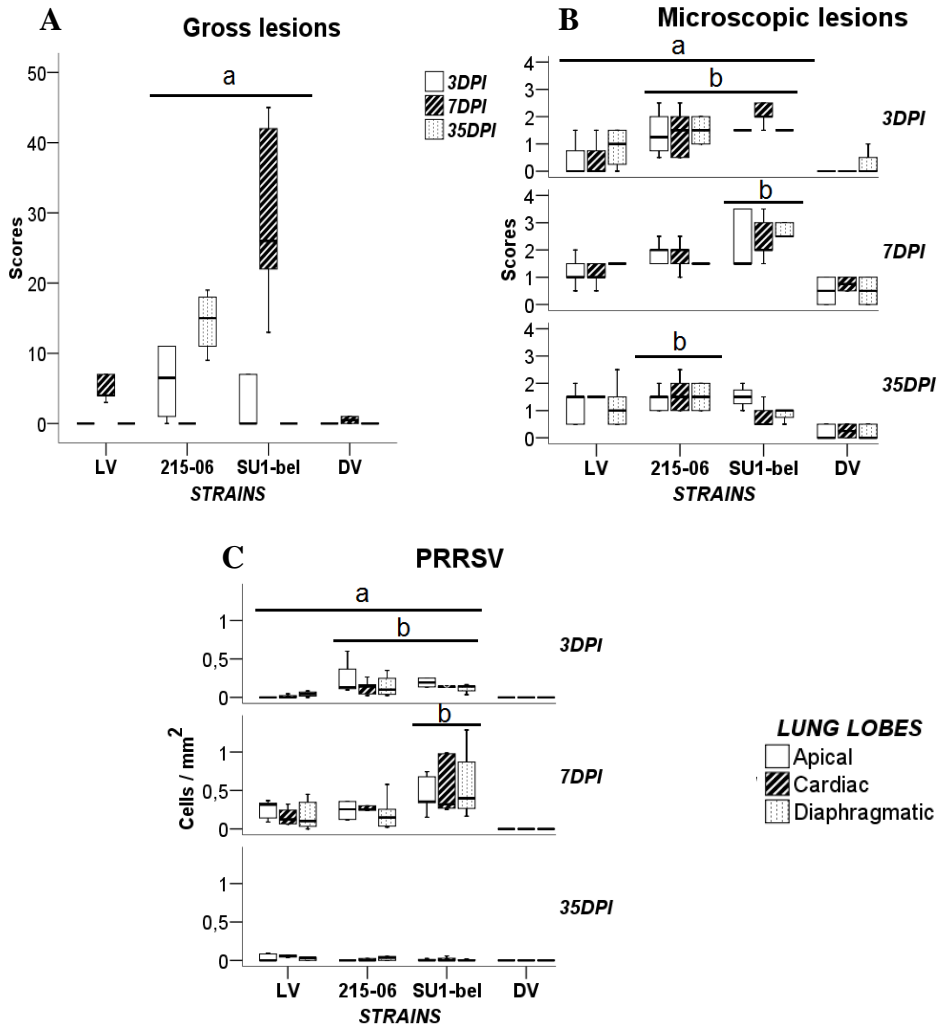 A
Gross lesions
50
40
30
20
10
0
Scores
a
3DPI
7DPI
35DPI
LV 215-06 SU1-bel DV
STRAINS
B
Microscopic lesions
a
b
4
3
2
1
0
3DPI
b
4
3
2
1
0
Scores
7DPI
b
4
3
2
1
0
35DPI
LV 215-06 SU1-bel DV
STRAINS
C
PRRSV
a
b
1
0,5
0
3DPI
b
1
0,5
0
Cells / mm2
7DPI
1
0,5
0
35DPI
LV 215-06 SU1-bel DV
STRAINS
LUNG LOBES
Apical
Cardiac
Diaphragmatic